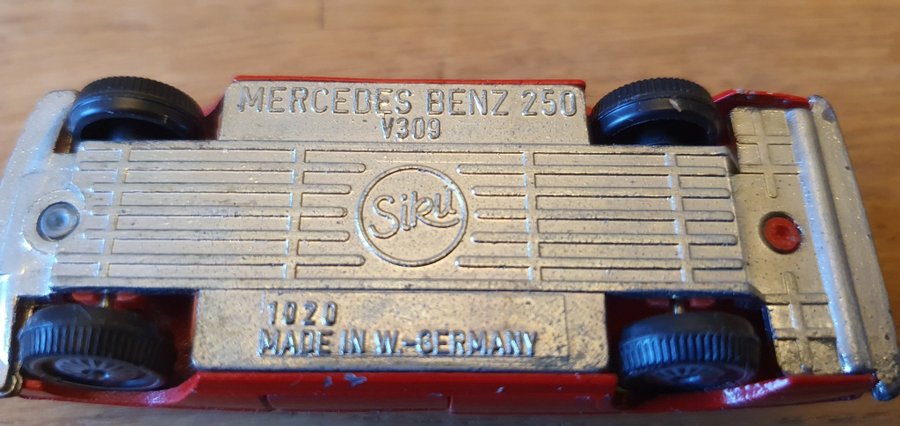 MERCEDES BENZ 250
V309
Siku
1020
MADE IN W.-GERMANY